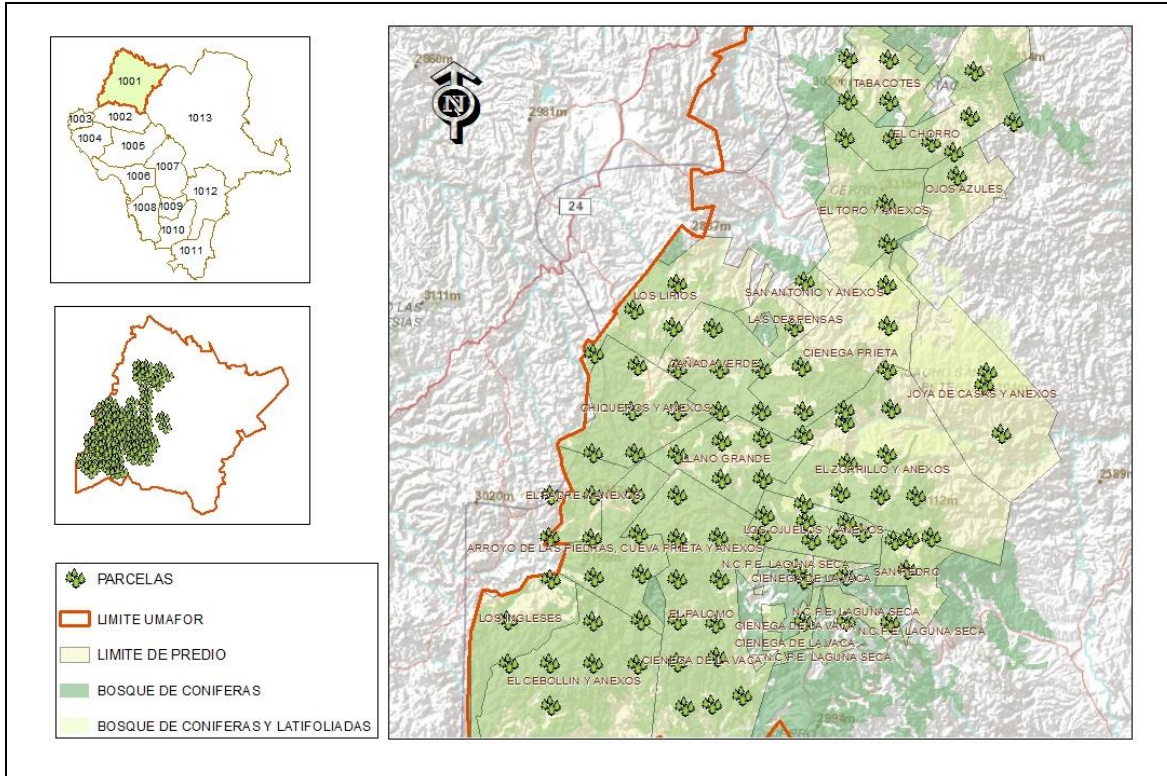 1001
1013
1003
1002
1004
1005
1007
1006
1012
1008
1009
1010
1011
PARCELAS
LIMITE UMAFOR
LIMITE DE PREDIO
BOSQUE DE CONIFERAS
BOSQUE DE CONIFERAS Y LATIFOLIADAS
N
2860m
2981m
TABACOTES
EL CHORRO
OJOS AZULES
24
EL TORO Y ANEXOS
LOS LIRIOS
SAN ANTONIO Y ANEXOS
3111m
LAS DESPENSAS
CAÑADA VERDE
CIENEGA PRIETA
JOYA DE CASAS Y ANEXOS
CHIQUEROS Y ANEXOS
LLANO GRANDE
EL ZORRILLO Y ANEXOS
3020m
EL PADRE Y ANEXOS
LOS OJUELOS Y ANEXOS
ARROYO DE LAS PIEDRAS, CUEVA PRIETA Y ANEXOS
N.C.P.E. LAGUNA SECA
CIENEGA DE LA VACA
SAN PEDRO
LOS INGLESES
EL PALOMO
N.C.P.E. LAGUNA SECA
CIENEGA DE LA VACA
N.C.P.E. LAGUNA SECA
CIENEGA DE LA VACA
CIENEGA DE LA VACA
N.C.P.E. LAGUNA SECA
EL CEBOLLIN Y ANEXOS
2994m